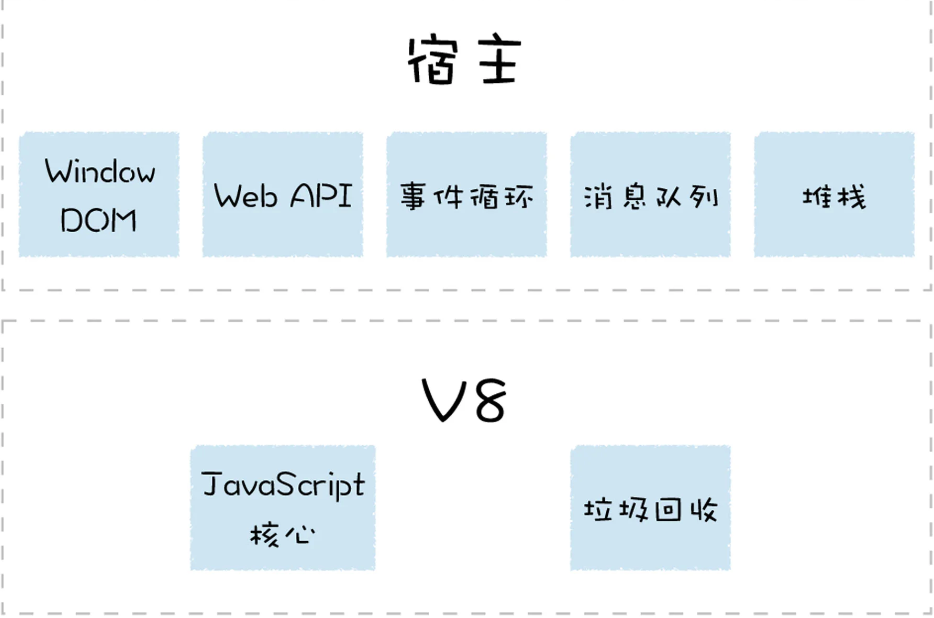 宿主
Window
DOM
Web API
事件循环
消息队列
堆栈
V8
JavaScript
核心
垃圾回收